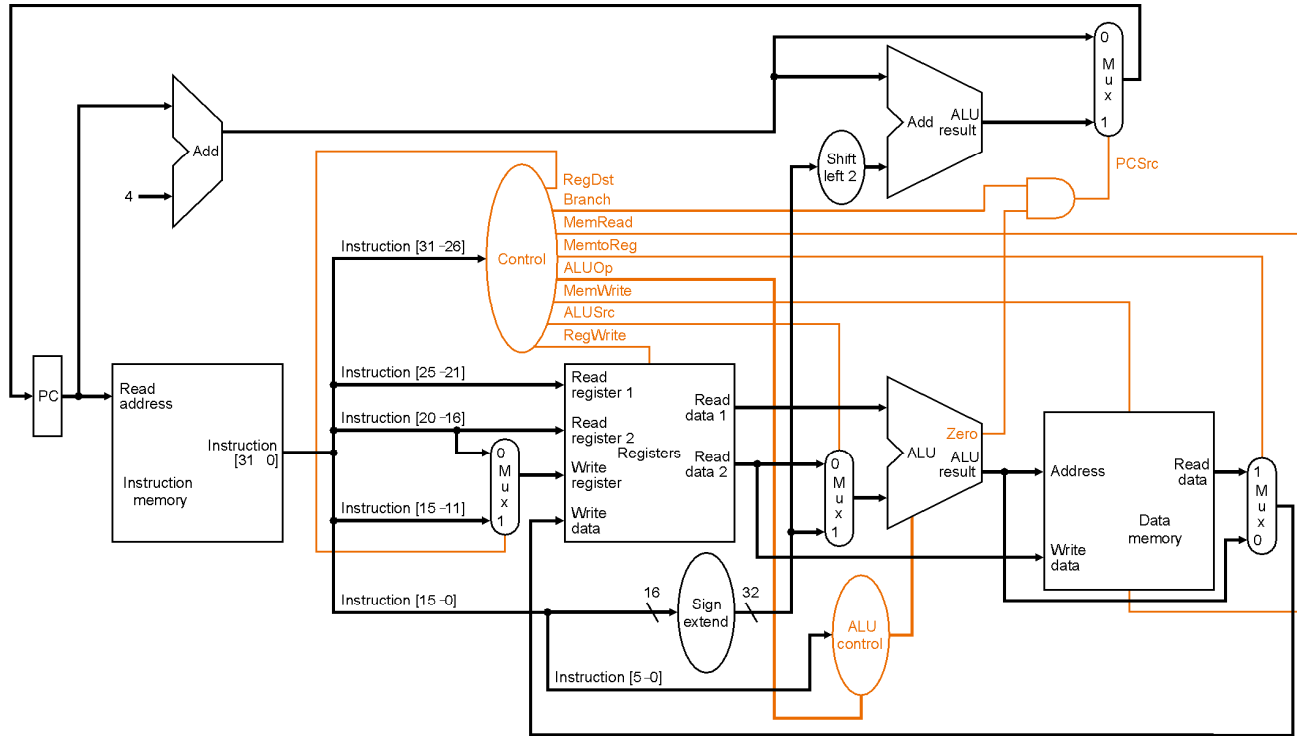 0
M
u
x
1
Add
ALU
result
Add
4
Shift
left 2
PCSrc
RegDst
Branch
MemRead
MemtoReg
ALUOp
MemWrite
ALUSrc
RegWrite
Control
Instruction [31–26]
PC
Read
address
Instruction
[31 0]
Instruction
memory
Instruction [25–21]
Instruction [20–16]
Instruction [15–11]
Instruction [15–0]
0
M
u
x
1
Read
register 1
Read
register 2
Write
register
Write
data
Registers
Read
data 1
Read
data 2
0
M
u
x
1
Zero
ALU
ALU
result
Address
Write
data
Read
data
Data
memory
1
M
u
x
0
16
Sign
extend
32
ALU
control
Instruction [5–0]